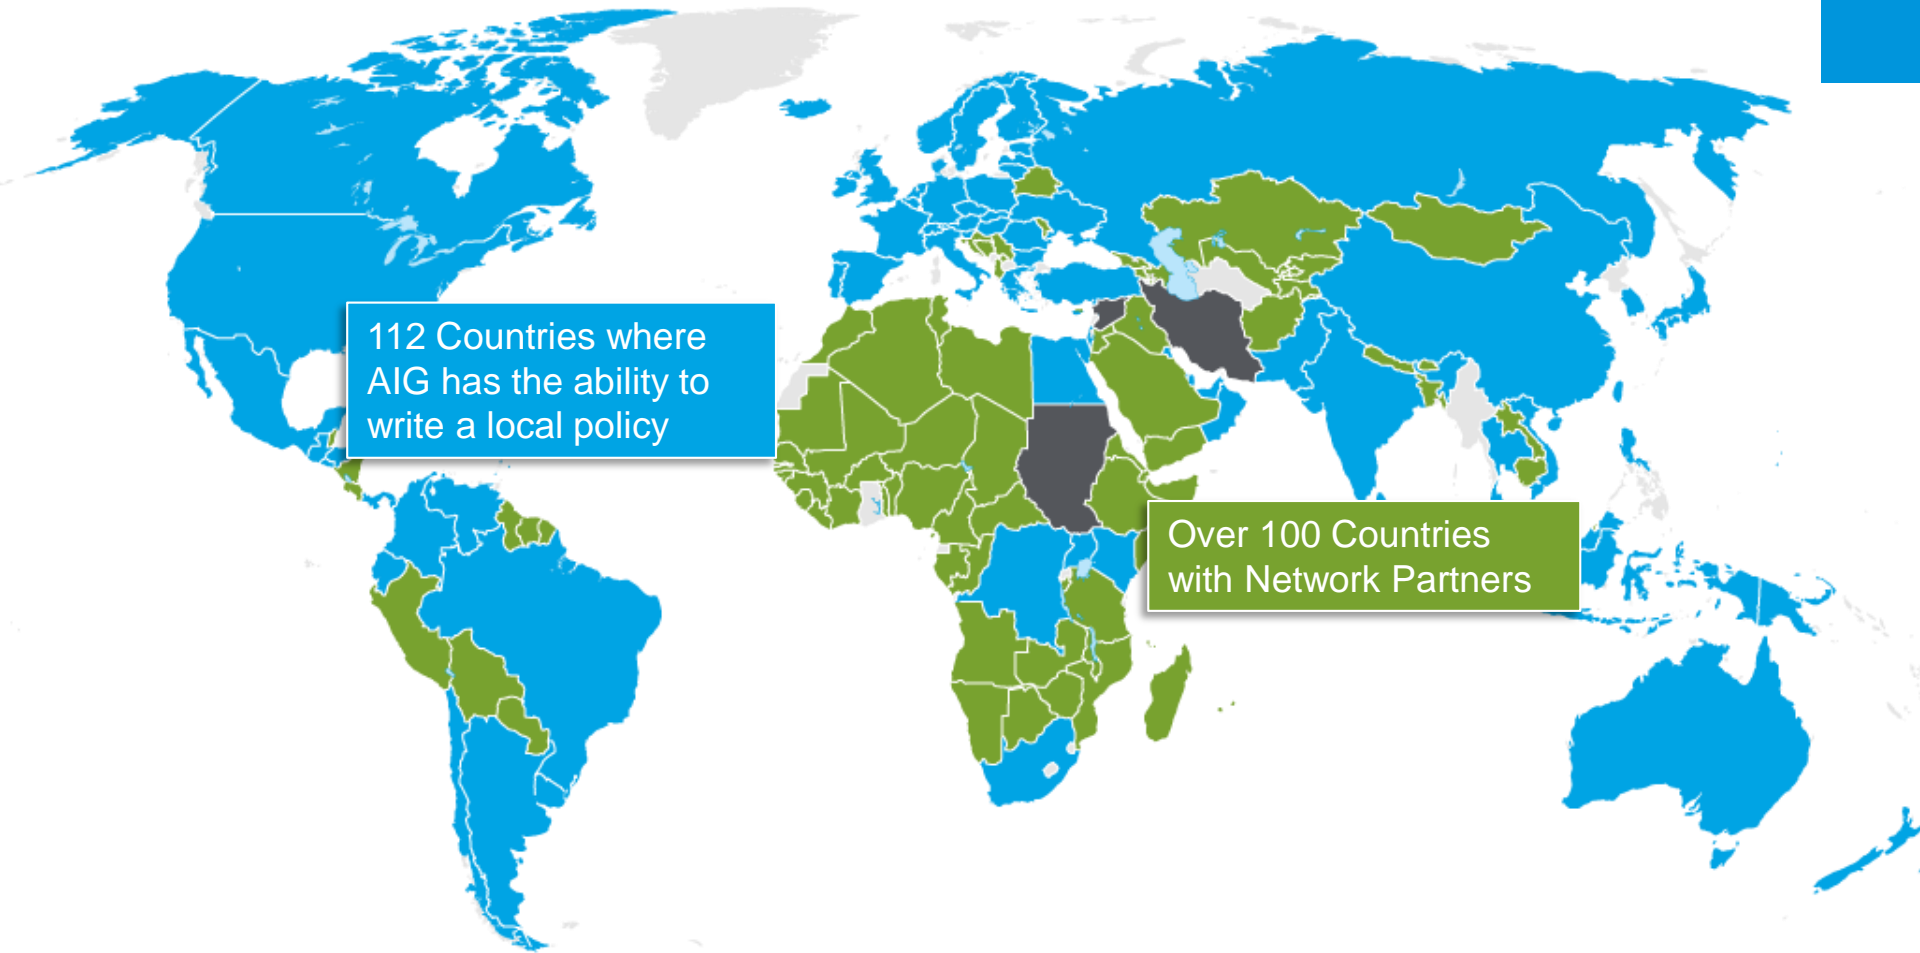 112 Countries where
AIG has the ability to
write a local policy
Over 100 Countries
with Network Partners